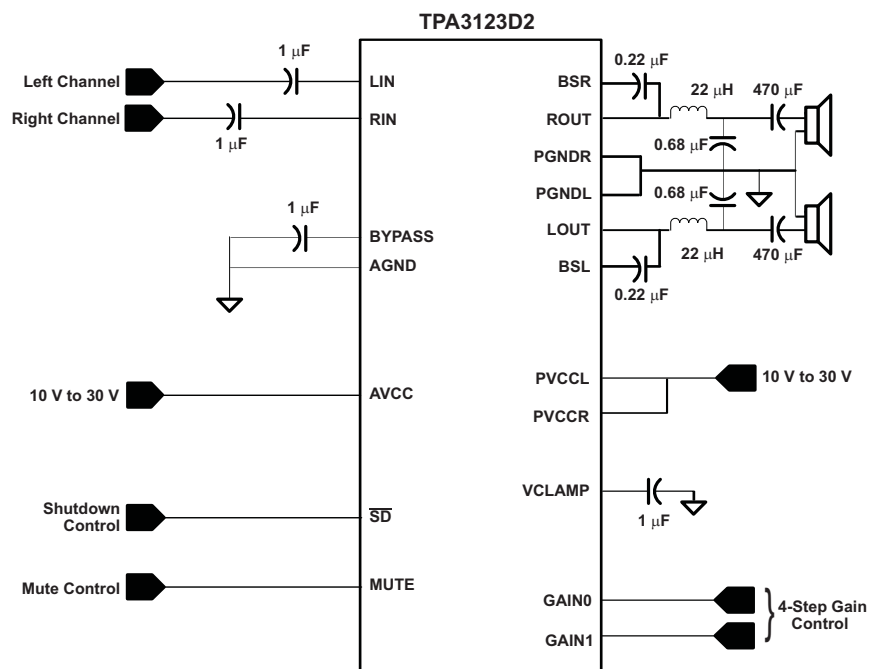 TPA3123D2
1 μF
Left Channel
LIN
Right Channel
RIN
1 μF
1 μF
BYPASS
AGND
10 V to 30 V
AVCC
Shutdown
Control
SD
Mute Control
MUTE
0.22 μF
BSR
22 μH
470 μF
ROUT
0.68 μF
PGNDR
PGNDL
0.68 μF
LOUT
22 μH
470 μF
BSL
0.22 μF
PVCCL
10 V to 30 V
PVCCR
VCLAMP
1 μF
GAIN0
4-Step Gain
Control
GAIN1